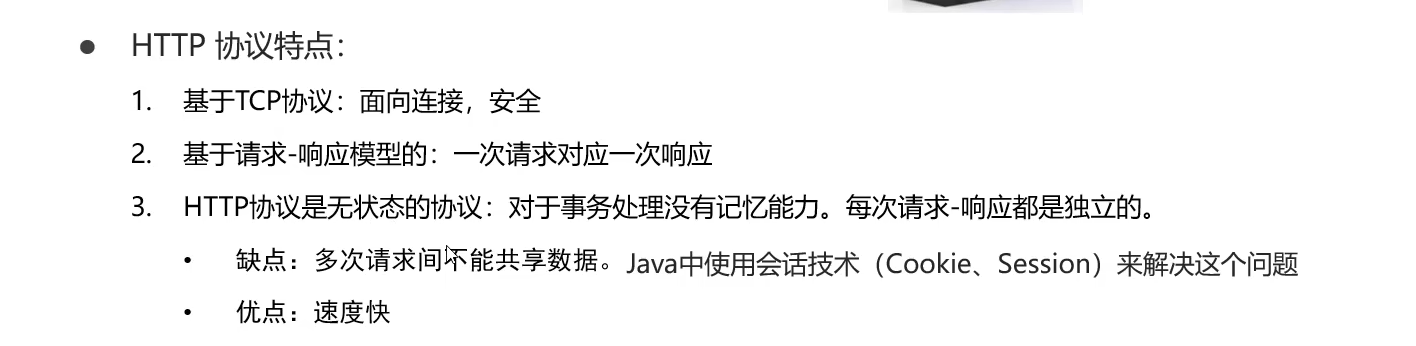 ● HTTP 协议特点：
1. 基于TCP协议：面向连接，安全
2. 基于请求-响应模型的：一次请求对应一次响应
3. HTTP协议是无状态的协议：对于事务处理没有记忆能力。每次请求-响应都是独立的。
• 缺点：多次请求间不能共享数据。Java中使用会话技术（Cookie、Session）来解决这个问题
• 优点：速度快